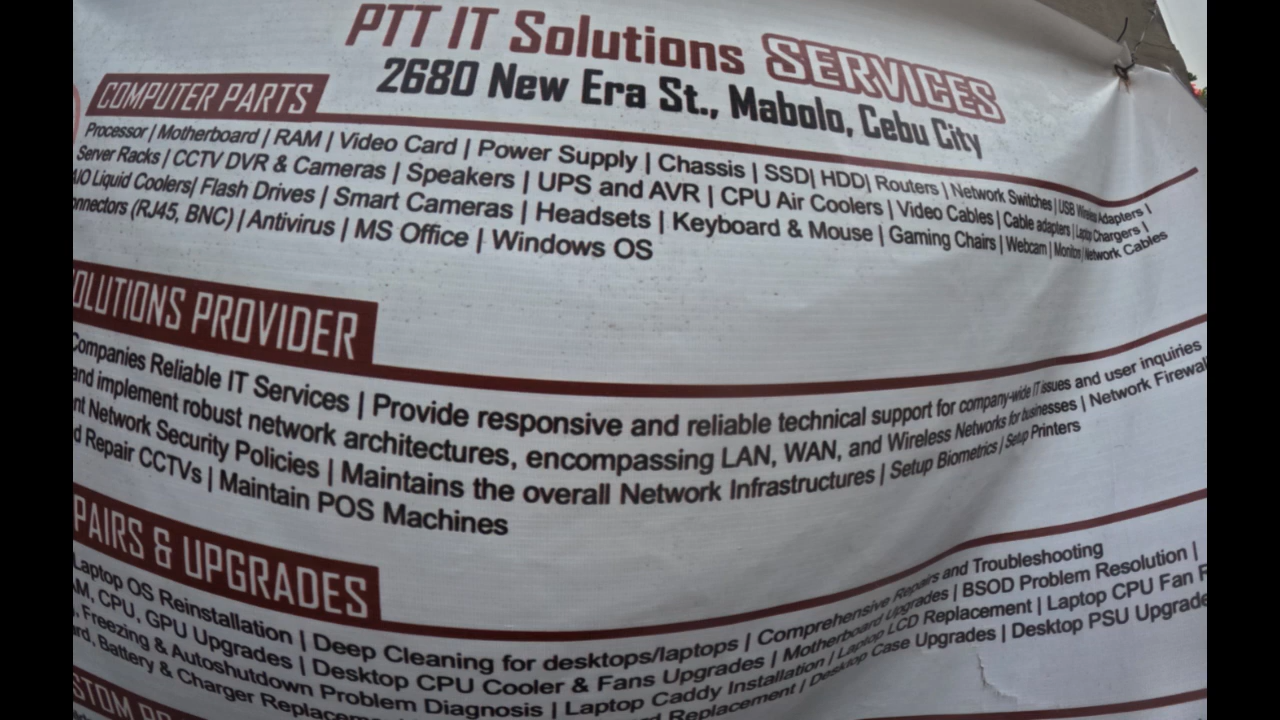 PTT IT Solutions SERVICES
2680 New Era St., Mabolo, Cebu City
COMPUTER PARTS
Processor | Motherboard | RAM | Video Card | Power Supply | Chassis | SSD| HDD| Routers | Network Switches | USB Wireless Adapters |
Server Racks | CCTV DVR & Cameras | Speakers | UPS and AVR | CPU Air Coolers | Video Cables | Cable adapters | Laptop Chargers |
AIO Liquid Coolers| Flash Drives | Smart Cameras | Headsets | Keyboard & Mouse | Gaming Chairs | Webcam | Monitors | Network Cables
onnectors (RJ45, BNC) | Antivirus | MS Office | Windows OS
OLUTIONS PROVIDER
Companies Reliable IT Services | Provide responsive and reliable technical support for company-wide IT issues and user inquiries
and implement robust network architectures, encompassing LAN, WAN, and Wireless Networks for businesses | Network Firewal
nt Network Security Policies | Maintains the overall Network Infrastructures | Setup Biometrics | Setup Printers
d Repair CCTVs | Maintain POS Machines
PAIRS & UPGRADES
Laptop OS Reinstallation | Deep Cleaning for desktops/laptops | Comprehensive Repairs and Troubleshooting
M, CPU, GPU Upgrades | Desktop CPU Cooler & Fans Upgrades | Motherboard Upgrades | BSOD Problem Resolution |
, Freezing & Autoshutdown Problem Diagnosis | Laptop Caddy Installation | Laptop LCD Replacement | Laptop CPU Fan R
rd, Battery & Charger Replacem d Replacement | Desktop Case Upgrades | Desktop PSU Upgrade
STOM